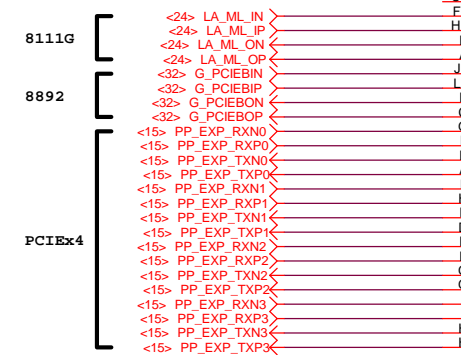 8111G
<24> LA_ML_IN
<24> LA_ML_IP
<24> LA_ML_ON
<24> LA_ML_OP
8892
<32> G_PCIEBIN
<32> G_PCIEBIP
<32> G_PCIEBON
<32> G_PCIEBOP
PCIEx4
<15> PP_EXP_RXN0
<15> PP_EXP_RXP0
<15> PP_EXP_TXN0
<15> PP_EXP_TXP0
<15> PP_EXP_RXN1
<15> PP_EXP_RXP1
<15> PP_EXP_TXN1
<15> PP_EXP_TXP1
<15> PP_EXP_RXN2
<15> PP_EXP_RXP2
<15> PP_EXP_TXN2
<15> PP_EXP_TXP2
<15> PP_EXP_RXN3
<15> PP_EXP_RXP3
<15> PP_EXP_TXN3
<15> PP_EXP_TXP3